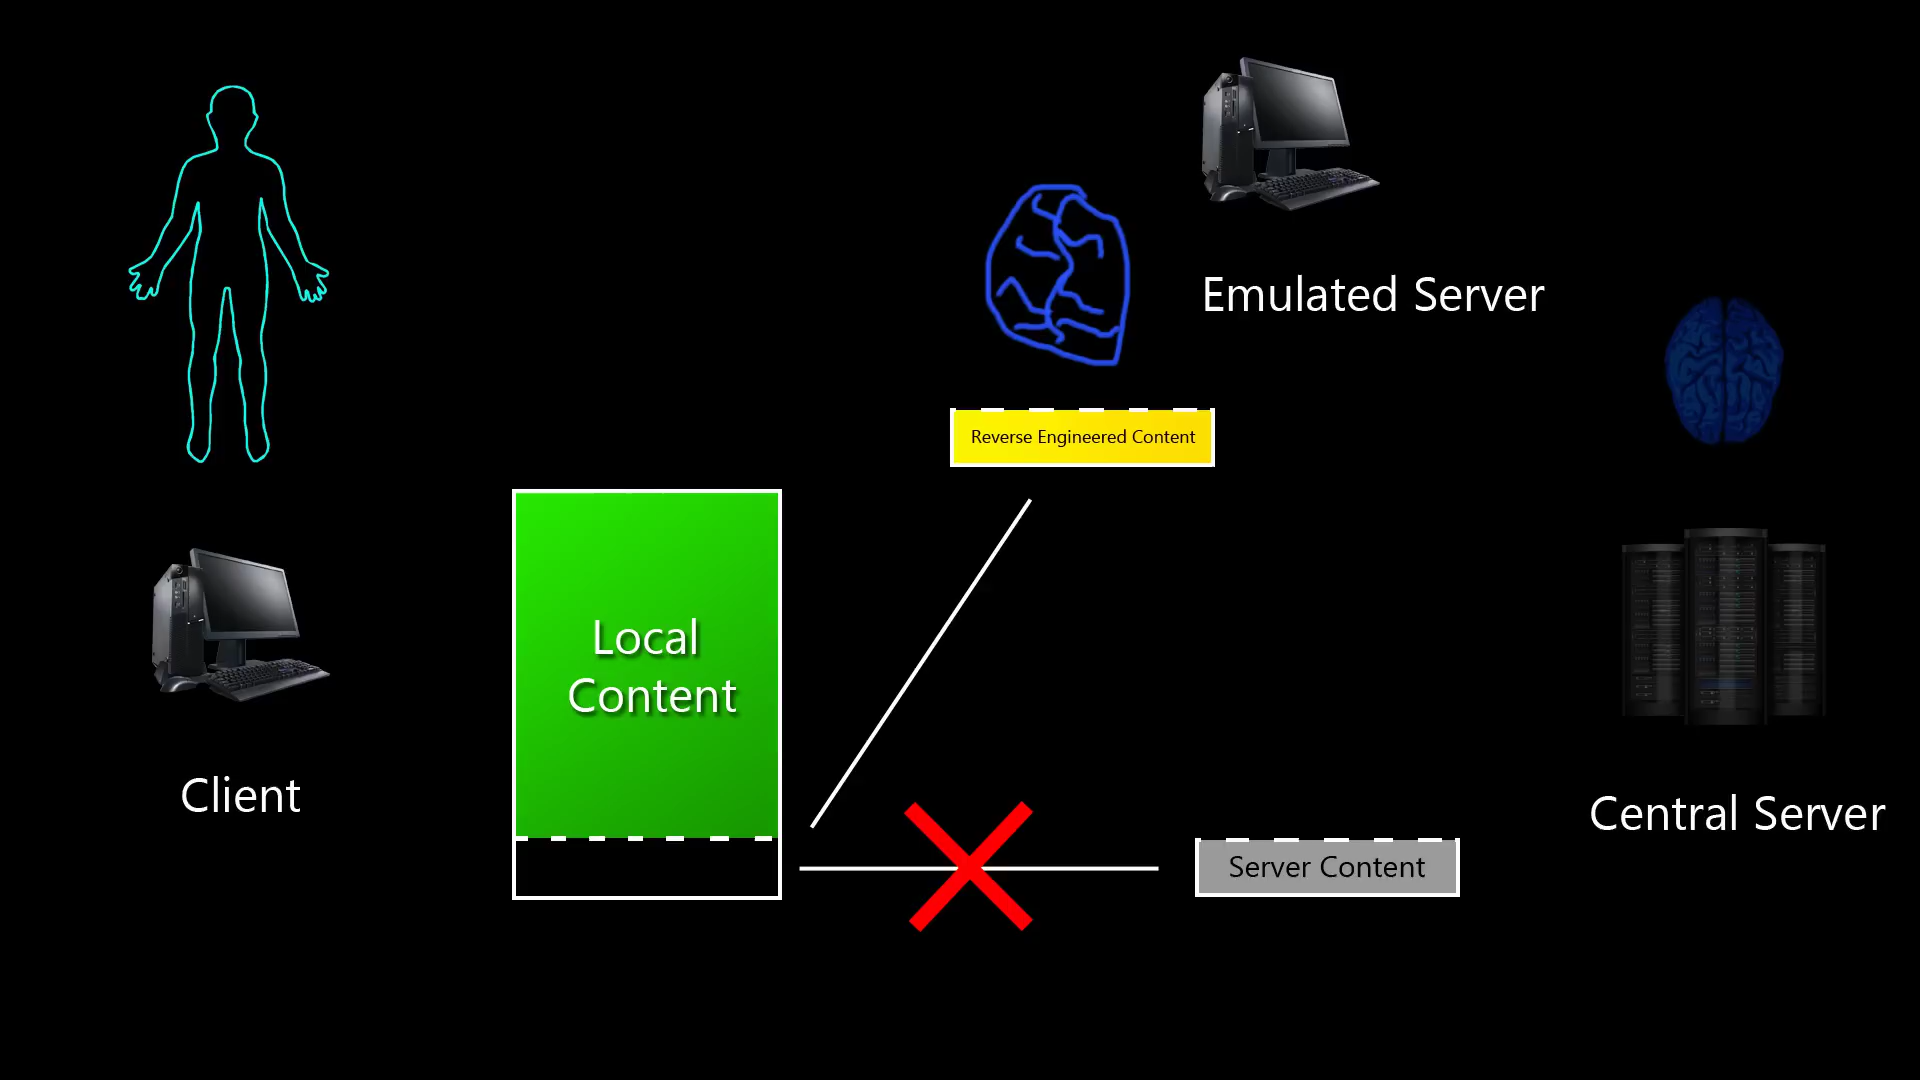 Emulated Server
Reverse Engineered Content
Local
Content
Client
Central Server
Server Content